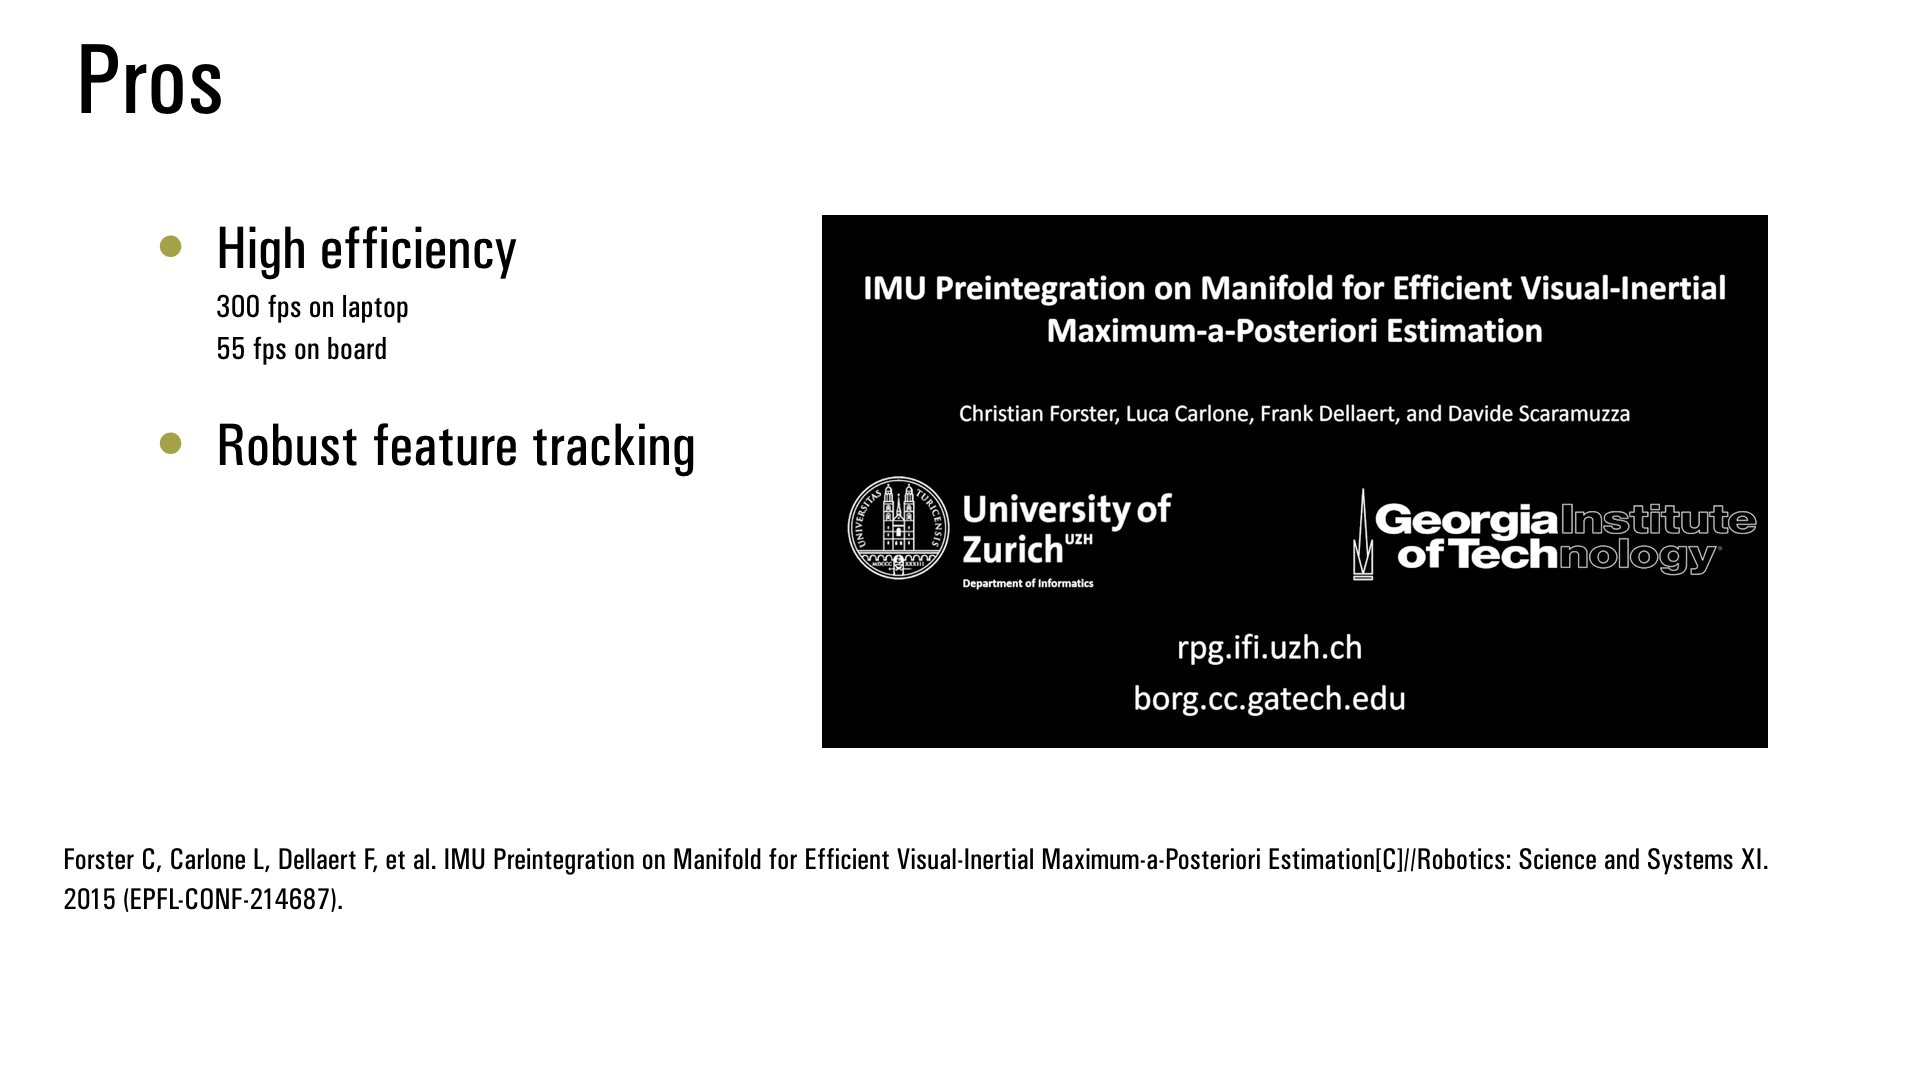 Pros
High efficiency
300 fps on laptop
55 fps on board
Robust feature tracking
IMU Preintegration on Manifold for Efficient Visual-Inertial
Maximum-a-Posteriori Estimation
Christian Forster, Luca Carlone, Frank Dellaert, and Davide Scaramuzza
UNIVERSITAS TURICENSIS
MDCCC XXXIII
University of
Zurich UZH
Department of Informatics
Georgia Institute
of Technology
rpg.ifi.uzh.ch
borg.cc.gatech.edu
Forster C, Carlone L, Dellaert F, et al. IMU Preintegration on Manifold for Efficient Visual-Inertial Maximum-a-Posteriori Estimation[C]//Robotics: Science and Systems XI.
2015 (EPFL-CONF-214687).